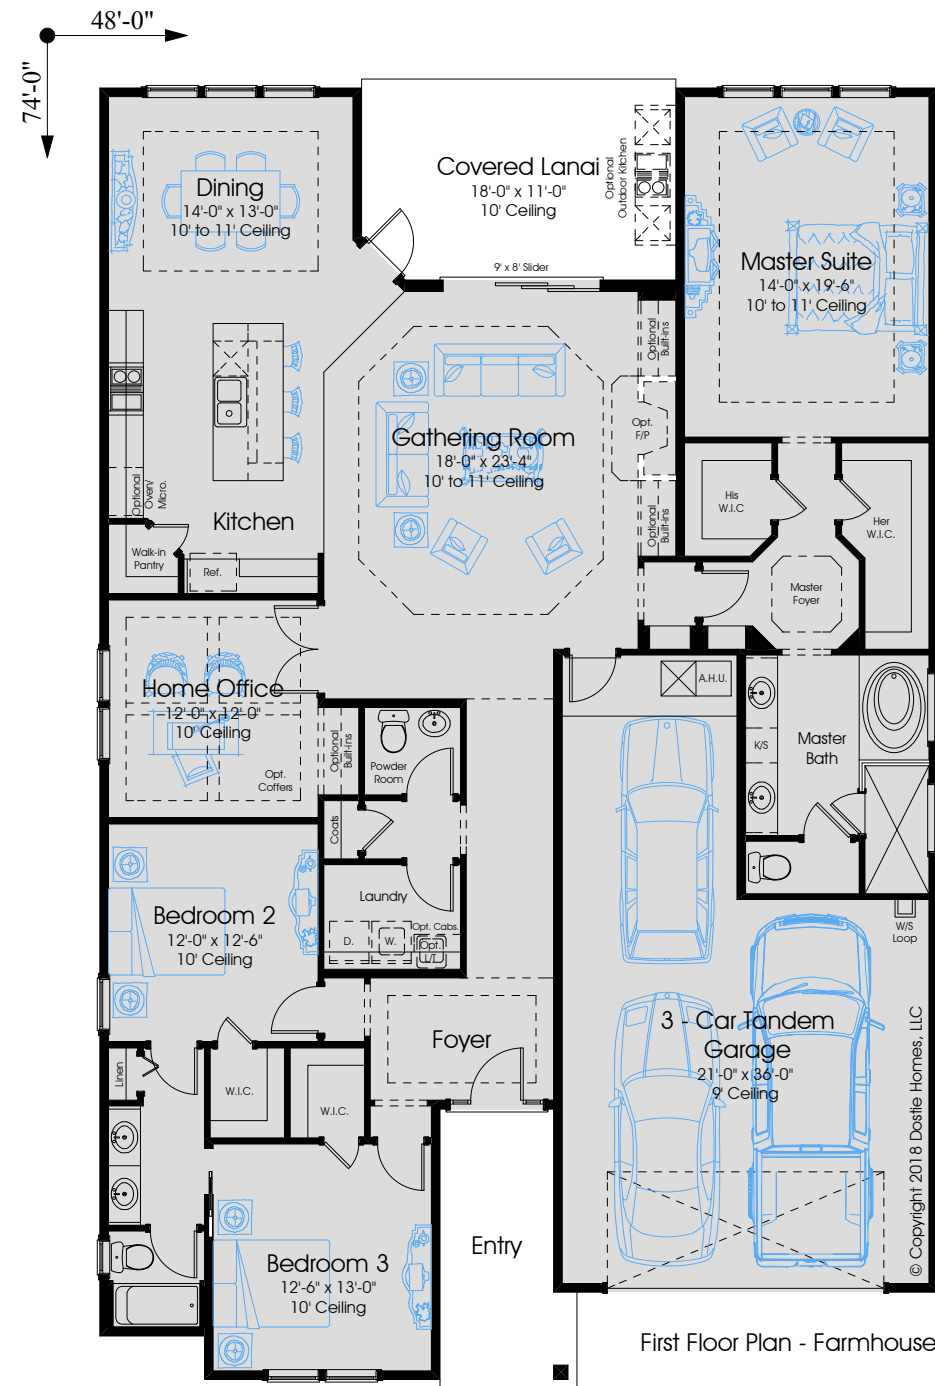 48'-0"
74'-0"
Covered Lanai
18'-0" x 11'-0"
10' Ceiling
Optional
Outdoor Kitchen
9' x 8' Slider
Dining
14'-0" x 13'-0"
10' to 11' Ceiling
Master Suite
14'-0" x 19'-6"
10' to 11' Ceiling
Optional
Built-ins
Opt.
F/P
Optional
Built-ins
Gathering Room
18'-0" x 23'-4"
10' to 11' Ceiling
Optional
Oven/
Micro.
Kitchen
Walk-in
Pantry
Ref.
His
W.I.C
Her
W.I.C.
Master
Foyer
Home Office
12'-0" x 12'-0"
10' Ceiling
Opt.
Coffers
Optional
Built-ins
Powder
Room
A.H.U.
K/S
Master
Bath
Coats
Laundry
D.
W.
Opt. Cabs.
Opt.
L/T
Bedroom 2
12'-0" x 12'-6"
10' Ceiling
W/S
Loop
Foyer
3 - Car Tandem
Garage
21'-0" x 36'-0"
9' Ceiling
Linen
W.I.C.
W.I.C.
Entry
Bedroom 3
12'-6" x 13'-0"
10' Ceiling
© Copyright 2018 Dostie Homes, LLC
First Floor Plan - Farmhouse